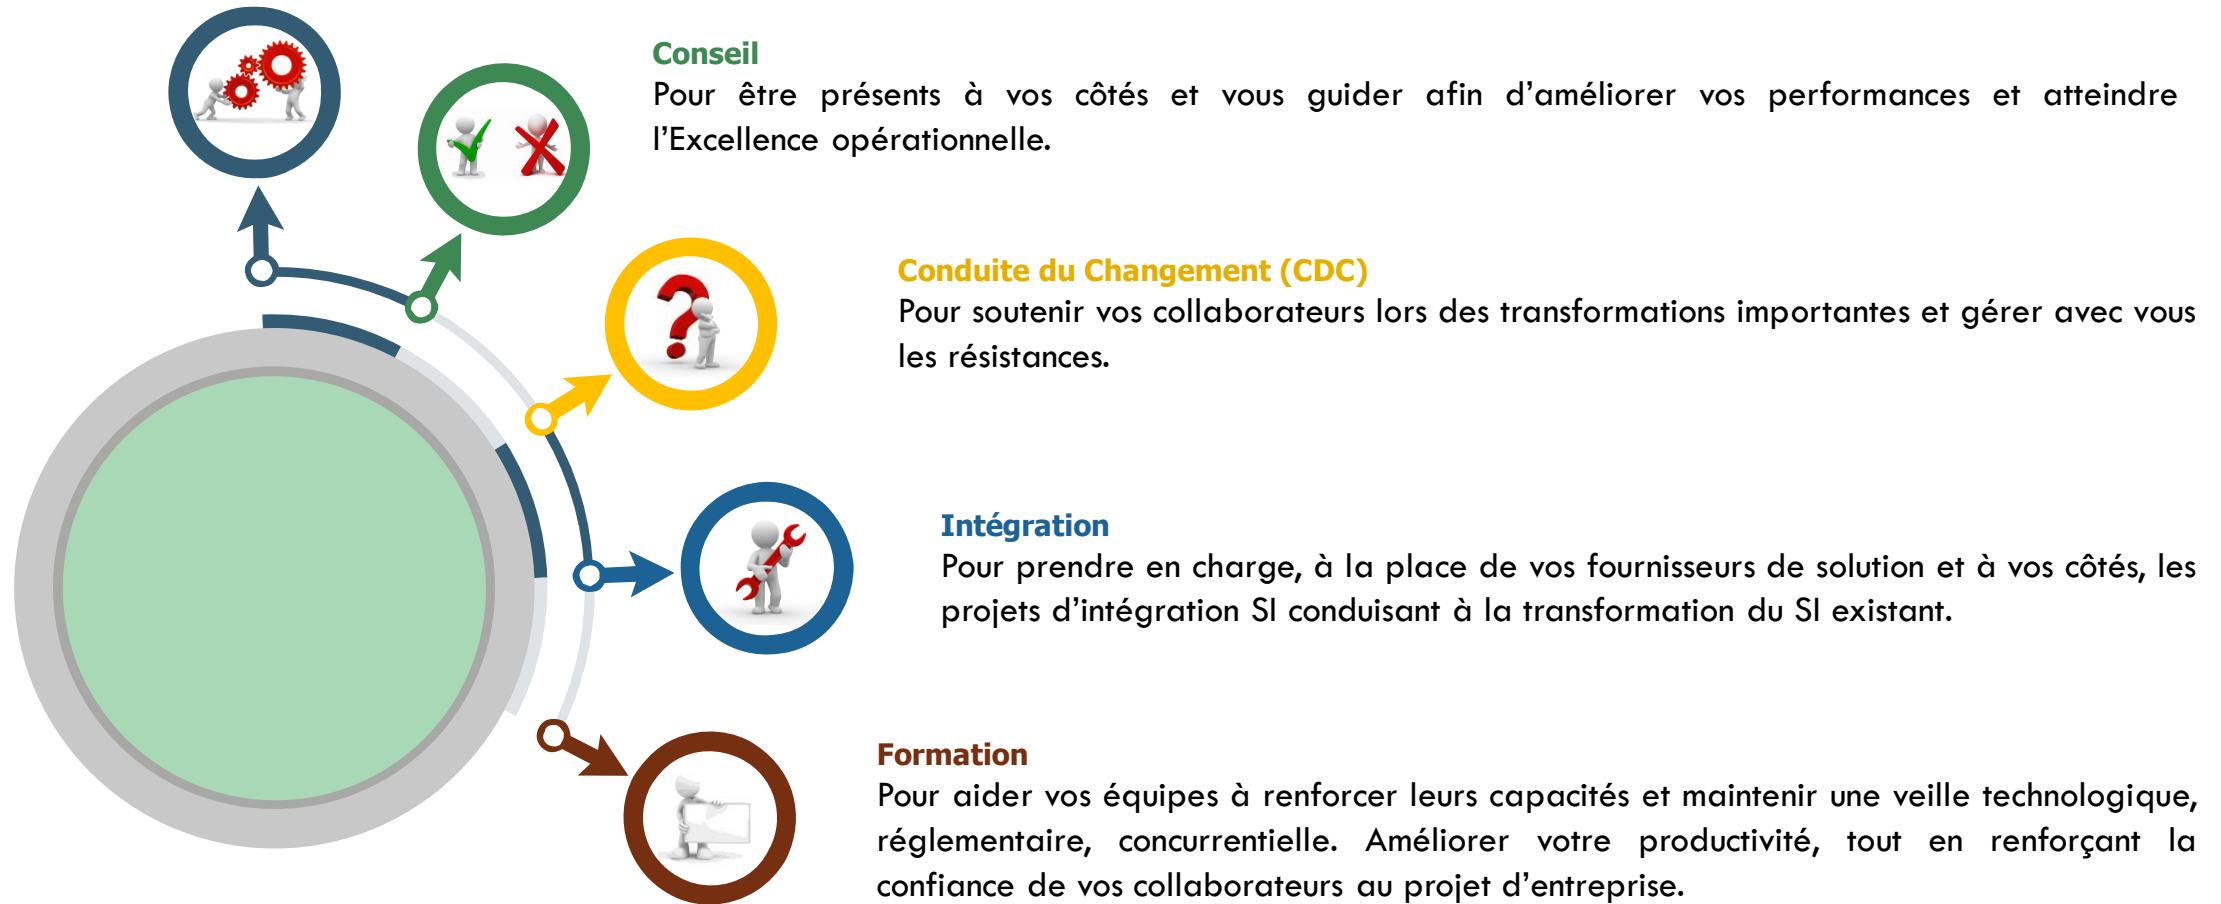 Conseil
Pour être présents à vos côtés et vous guider afin d’améliorer vos performances et atteindre
l’Excellence opérationnelle.
Conduite du Changement (CDC)
Pour soutenir vos collaborateurs lors des transformations importantes et gérer avec vous
les résistances.
Intégration
Pour prendre en charge, à la place de vos fournisseurs de solution et à vos côtés, les
projets d’intégration SI conduisant à la transformation du SI existant.
Formation
Pour aider vos équipes à renforcer leurs capacités et maintenir une veille technologique,
réglementaire, concurrentielle. Améliorer votre productivité, tout en renforçant la
confiance de vos collaborateurs au projet d’entreprise.